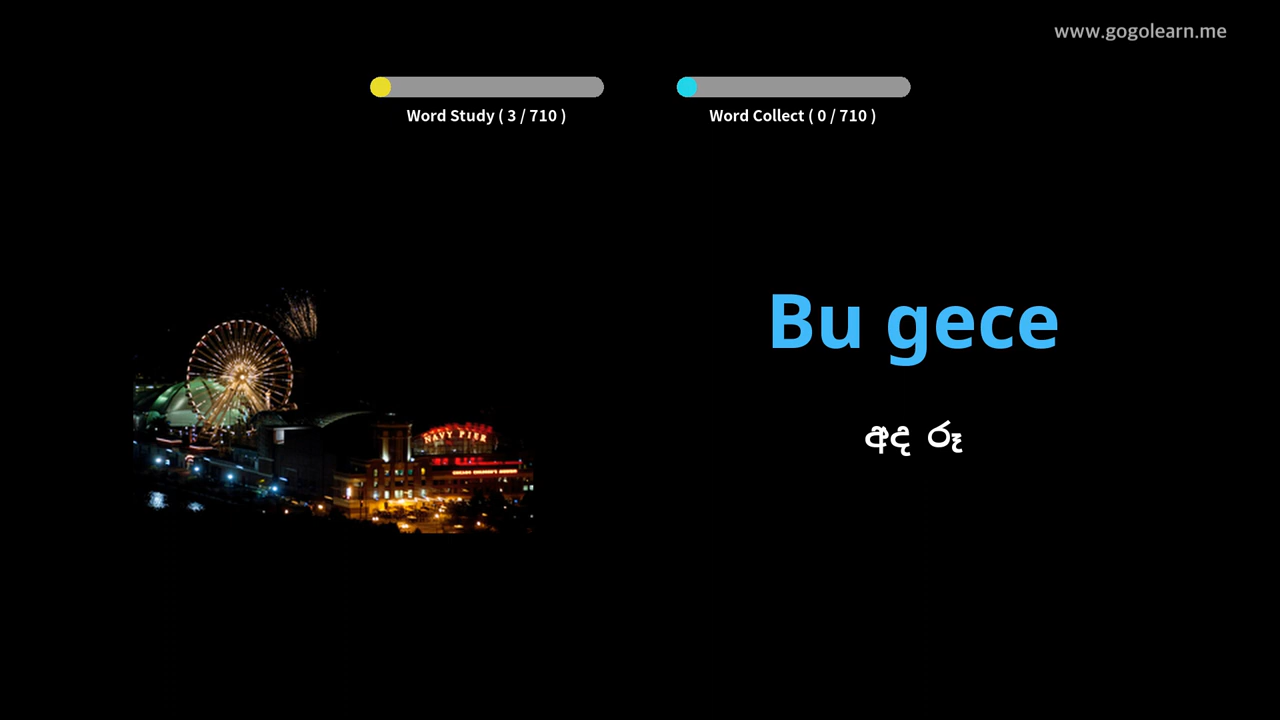 www.gogolearn.me
Word Study ( 3 / 710 )
Word Collect ( 0 / 710 )
Bu gece
අද රෑ
NAVY PIER